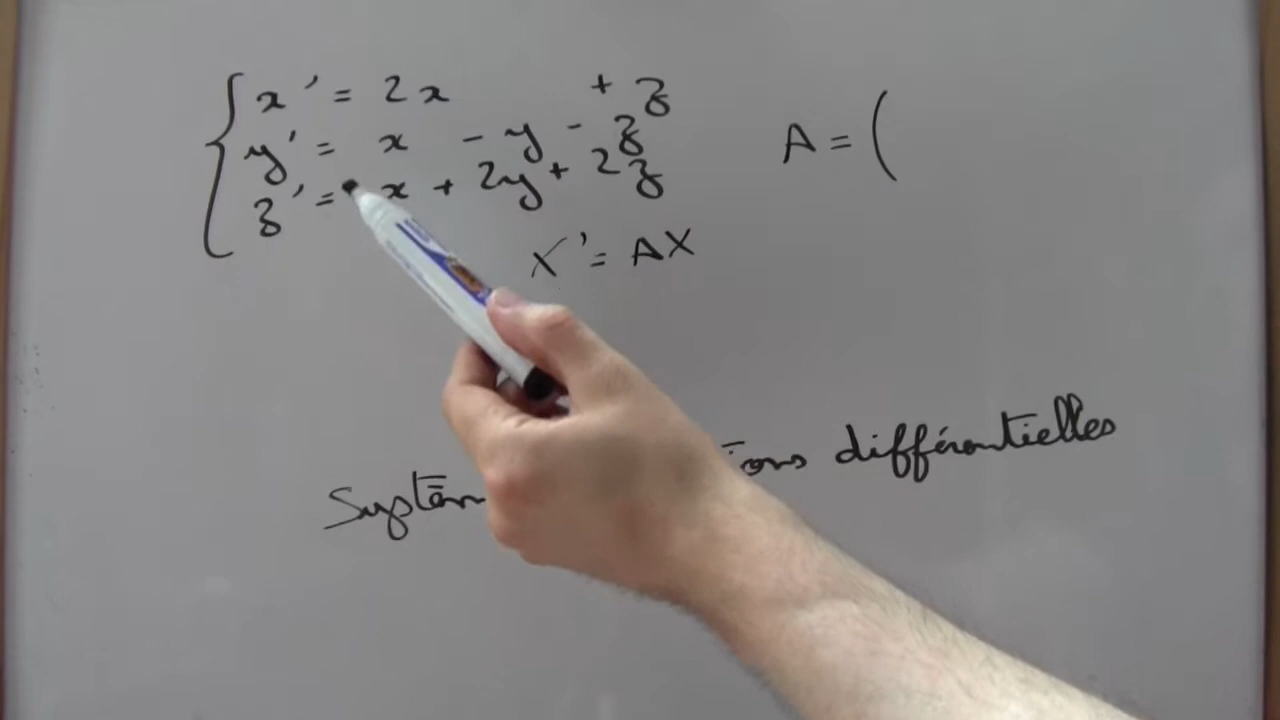 x' = 2x + z
y' = x - y - z
z' = x + 2y + 2z
A = (
X' = AX
différentielles